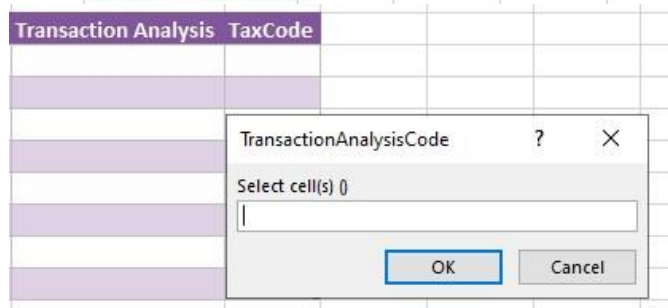 Transaction Analysis TaxCode
TransactionAnalysisCode ?
Select cell(s) ()
OK Cancel